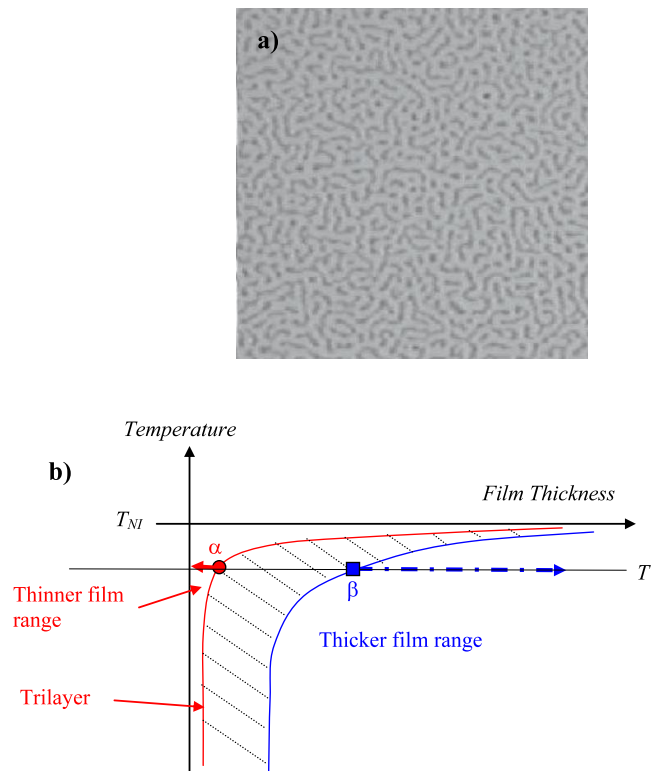 a)
Temperature
b)
Film Thickness
T_NI
α
T
Thinner film
range
β
Thicker film range
Trilayer